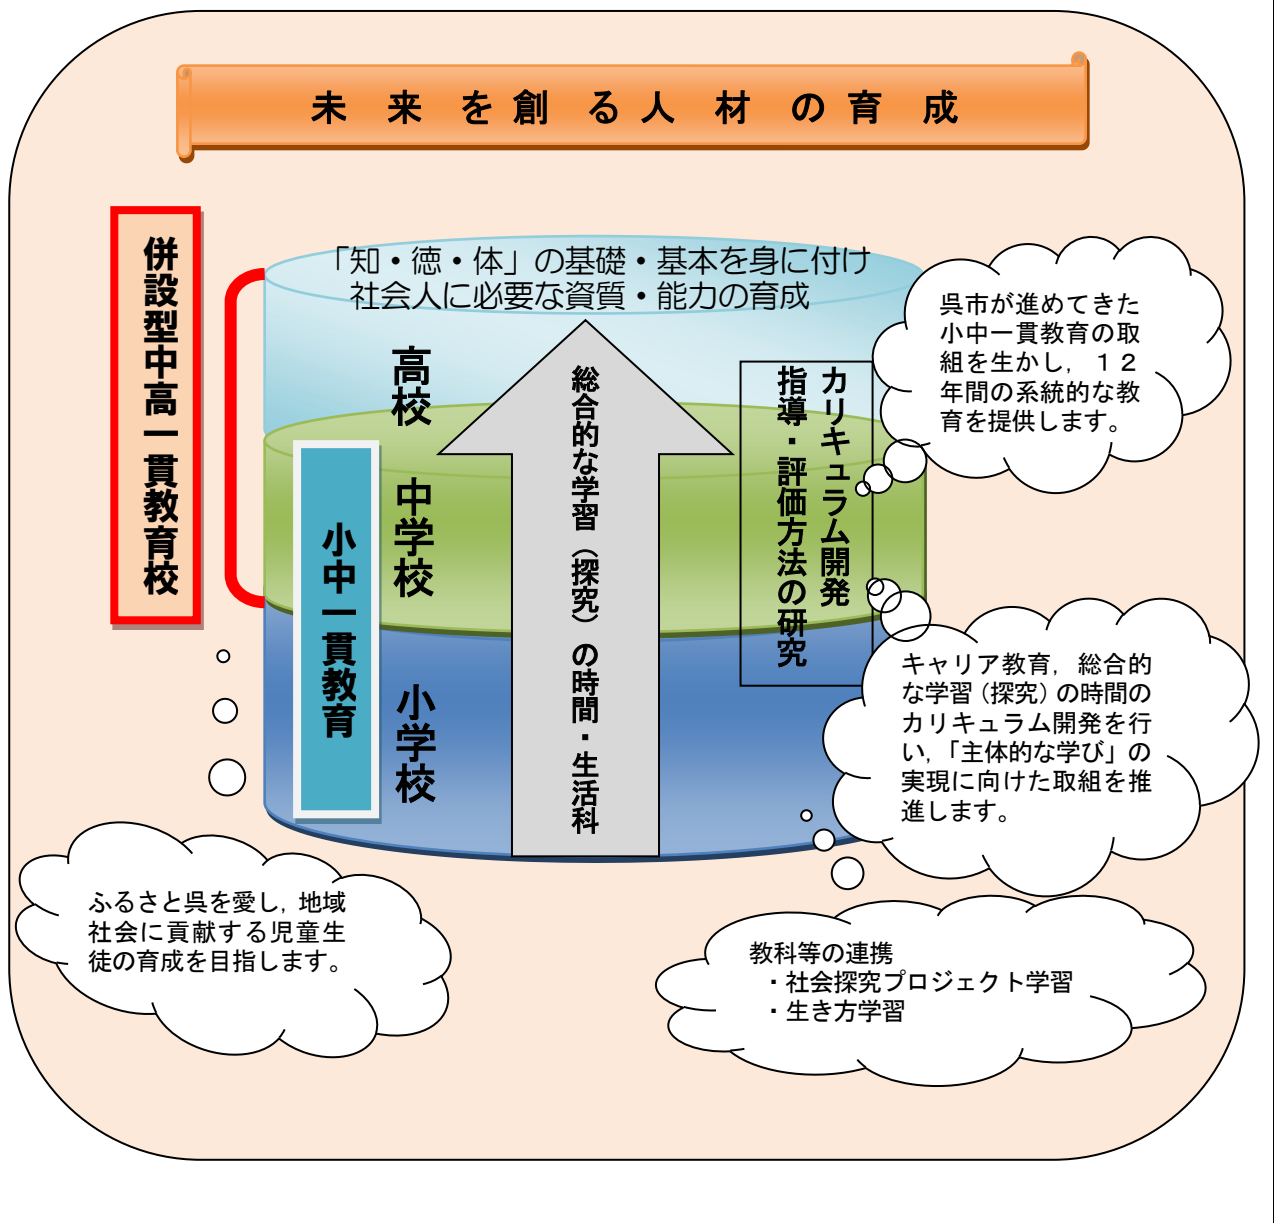 未来を創る人材の育成
併設型中高一貫教育校
「知・徳・体」の基礎・基本を身に付け
社会人に必要な資質・能力の育成
高校
中学校
小学校
小中一貫教育
総合的な学習（探究）の時間・生活科
カリキュラム開発
指導・評価方法の研究
呉市が進めてきた
小中一貫教育の取
組を生かし，１２
年間の系統的な教
育を提供します。
キャリア教育，総合的
な学習（探究）の時間の
カリキュラム開発を行
い，「主体的な学び」の
実現に向けた取組を推
進します。
ふるさと呉を愛し，地域
社会に貢献する児童生
徒の育成を目指します。
教科等の連携
・社会探究プロジェクト学習
・生き方学習